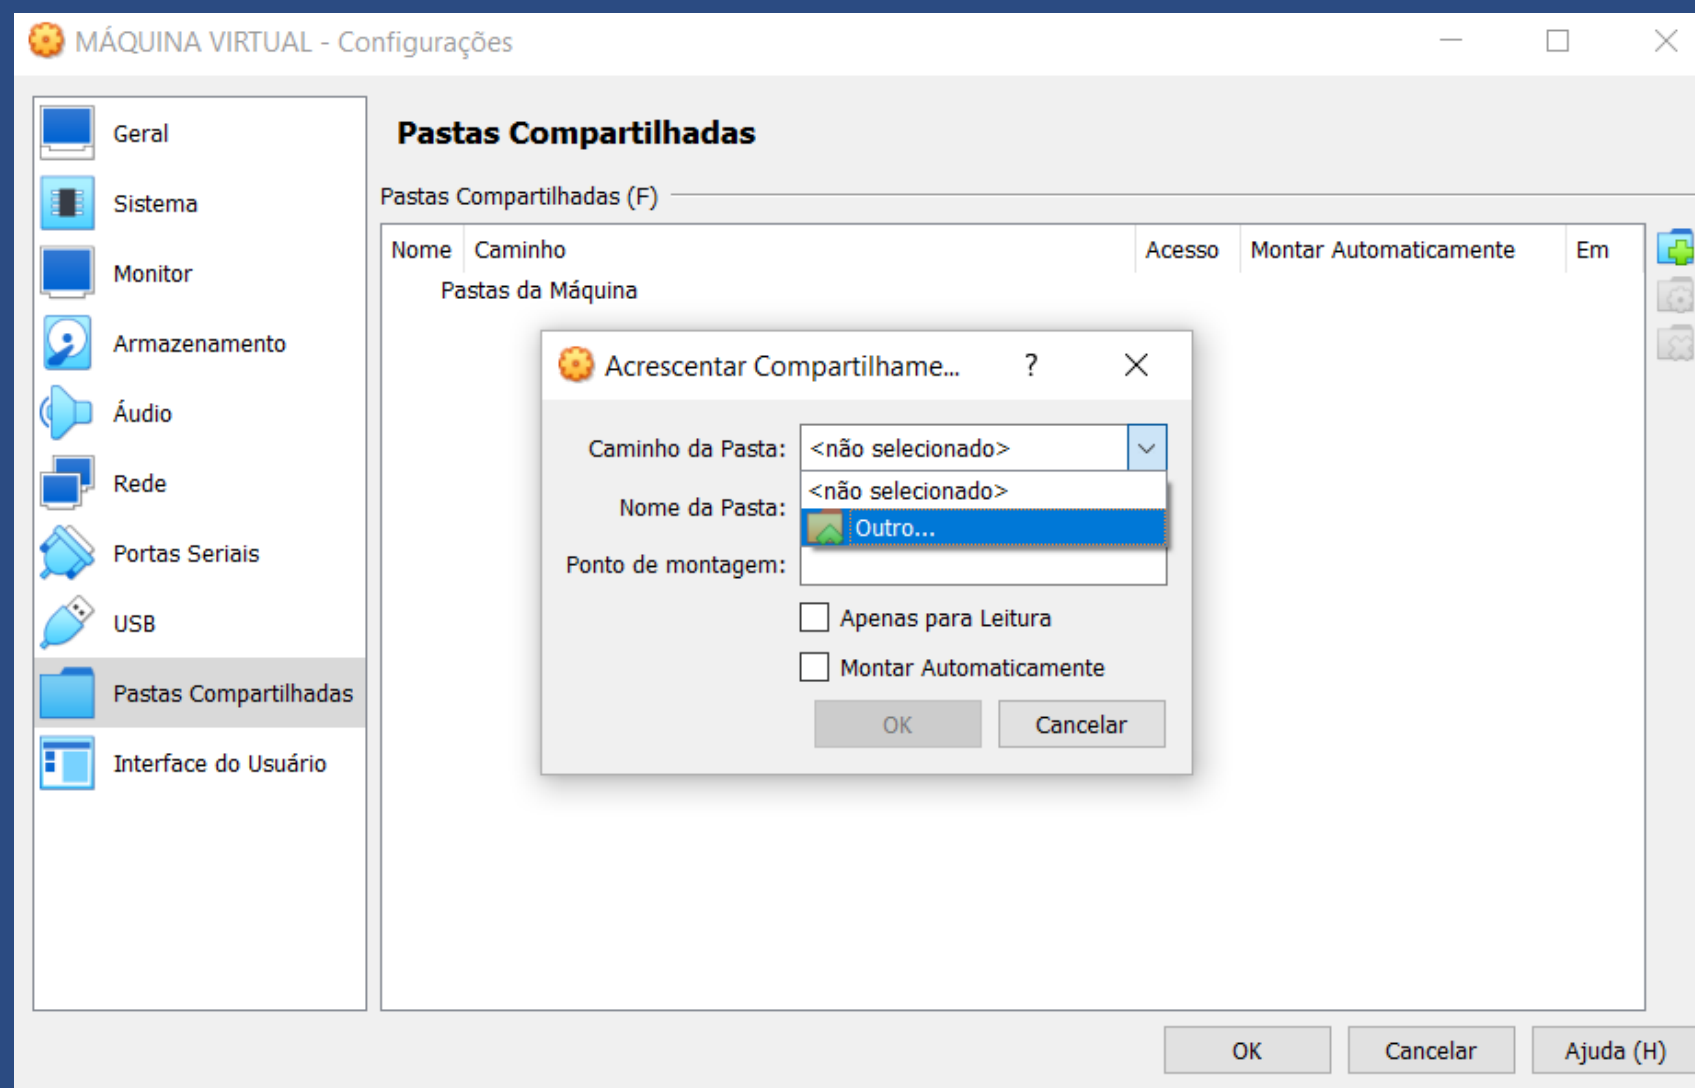 MÁQUINA VIRTUAL - Configurações
Geral
Sistema
Monitor
Armazenamento
Áudio
Rede
Portas Seriais
USB
Pastas Compartilhadas
Interface do Usuário
Pastas Compartilhadas
Pastas Compartilhadas (F)
Nome Caminho Acesso Montar Automaticamente Em
Pastas da Máquina
Acrescentar Compartilhame... ?
Caminho da Pasta: <não selecionado>
<não selecionado>
Nome da Pasta:
Outro...
Ponto de montagem:
Apenas para Leitura
Montar Automaticamente
OK Cancelar
OK Cancelar Ajuda (H)